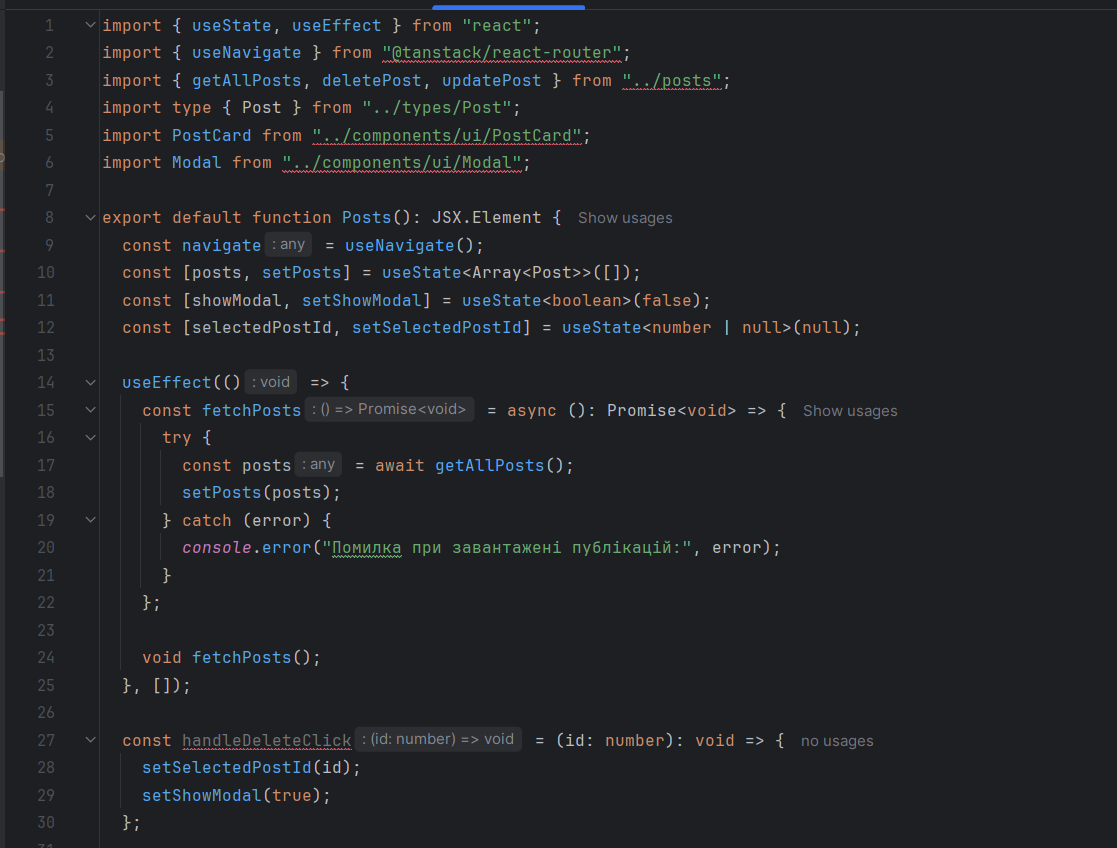 1 import { useState, useEffect } from "react";
2 import { useNavigate } from "@tanstack/react-router";
3 import { getAllPosts, deletePost, updatePost } from "../posts";
4 import type { Post } from "../types/Post";
5 import PostCard from "../components/ui/PostCard";
6 import Modal from "../components/ui/Modal";
7
8 export default function Posts(): JSX.Element { Show usages
9 const navigate : any = useNavigate();
10 const [posts, setPosts] = useState<Array<Post>>([]);
11 const [showModal, setShowModal] = useState<boolean>(false);
12 const [selectedPostId, setSelectedPostId] = useState<number | null>(null);
13
14 useEffect(() : void => {
15 const fetchPosts : () => Promise<void> = async (): Promise<void> => { Show usages
16 try {
17 const posts : any = await getAllPosts();
18 setPosts(posts);
19 } catch (error) {
20 console.error("Помилка при завантажені публікацій:", error);
21 }
22 };
23
24 void fetchPosts();
25 }, []);
26
27 const handleDeleteClick : (id: number) => void = (id: number): void => { no usages
28 setSelectedPostId(id);
29 setShowModal(true);
30 };